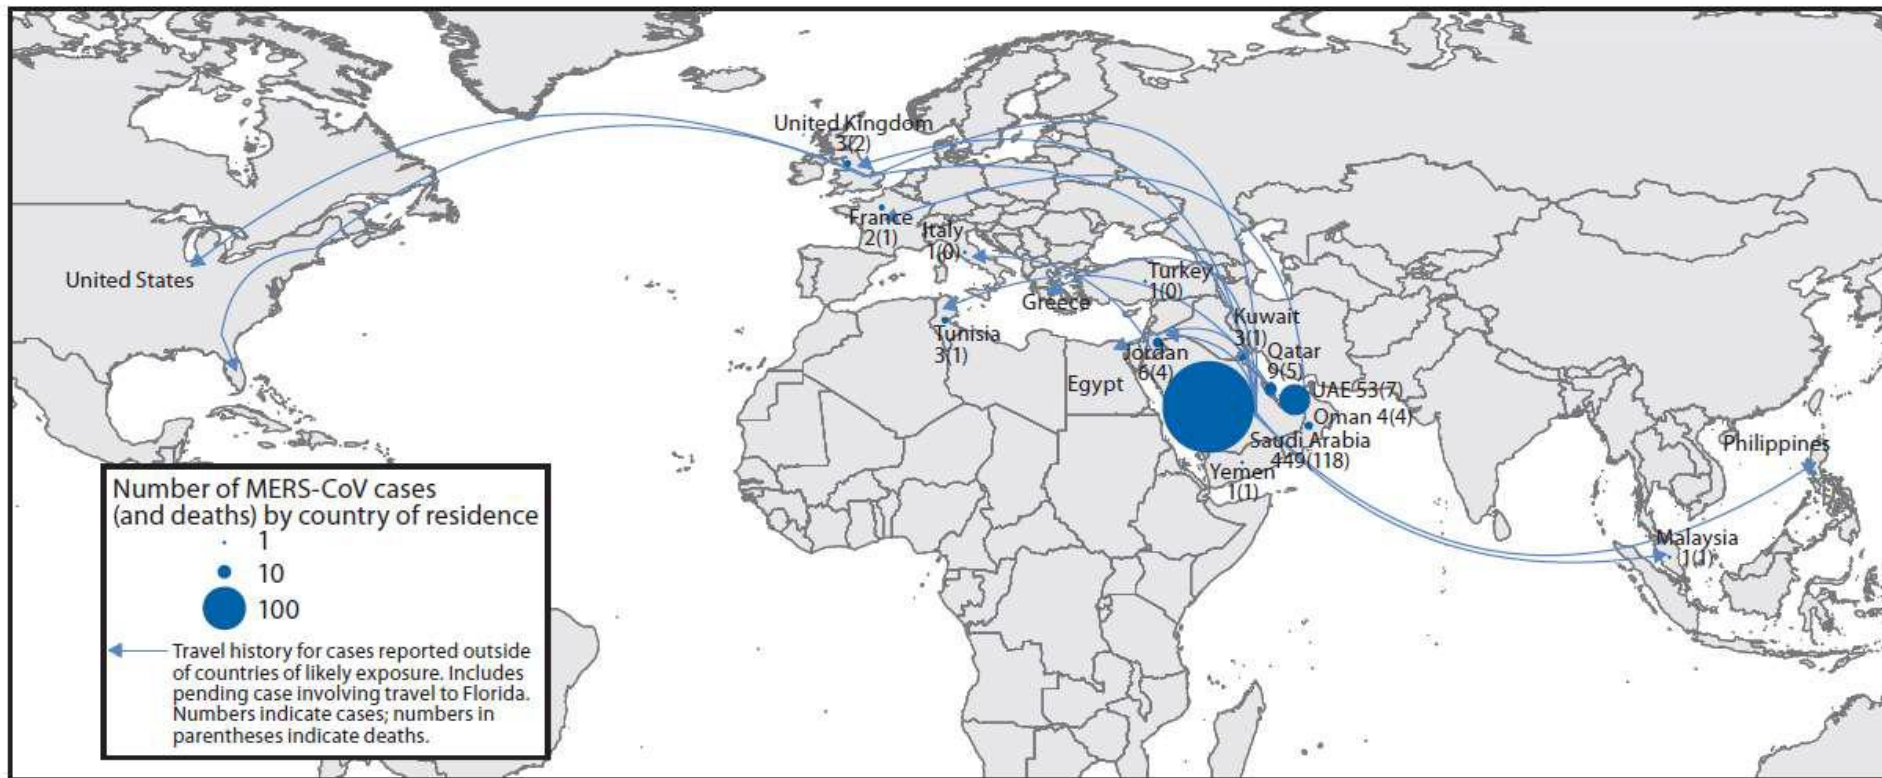 United Kingdom
3(2)
France
2(1)
Italy
1(0)
United States
Turkey
1(0)
Greece
Kuwait
3(1)
Tunisia
3(1)
Jordan
6(4)
Qatar
9(5)
Egypt
UAE 53(7)
Oman 4(4)
Saudi Arabia
449(118)
Yemen
1(1)
Philippines
Malaysia
1(1)
Number of MERS-CoV cases
(and deaths) by country of residence
1
10
100
Travel history for cases reported outside
of countries of likely exposure. Includes
pending case involving travel to Florida.
Numbers indicate cases; numbers in
parentheses indicate deaths.